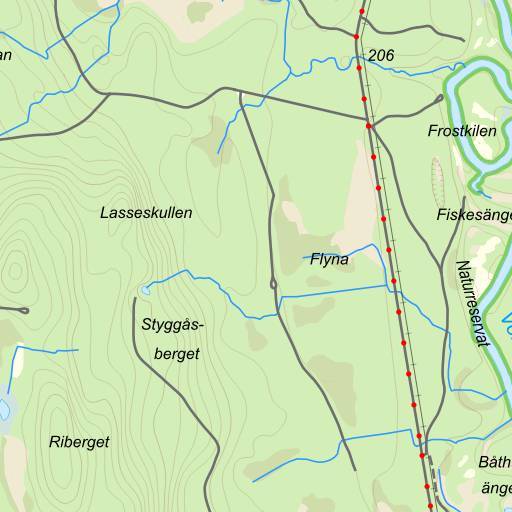 an
206
Frostkilen
Lasseskullen
Fiskesänge
Flyna
Naturreservat
Styggås-
berget
Riberget
Båth
änge